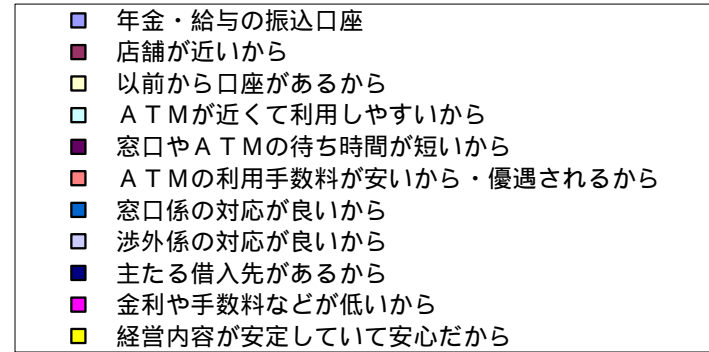 年金・給与の振込口座
店舗が近いから
以前から口座があるから
ＡＴＭが近くて利用しやすいから
窓口やＡＴＭの待ち時間が短いから
ＡＴＭの利用手数料が安いから・優遇されるから
窓口係の対応が良いから
渉外係の対応が良いから
主たる借入先があるから
金利や手数料などが低いから
経営内容が安定していて安心だから